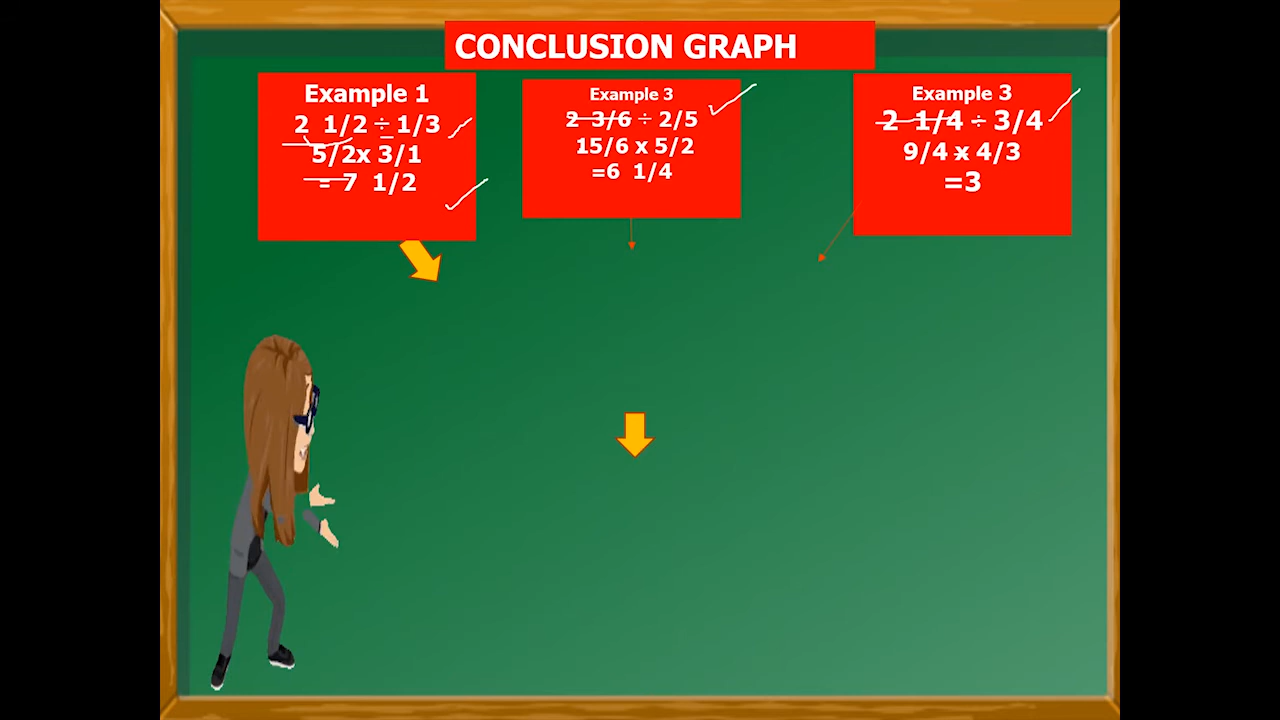 CONCLUSION GRAPH
Example 1
2 1/2 ÷ 1/3
5/2x 3/1
= 7 1/2
Example 3
2 3/6 ÷ 2/5
15/6 x 5/2
=6 1/4
Example 3
2 1/4 ÷ 3/4
9/4 x 4/3
=3